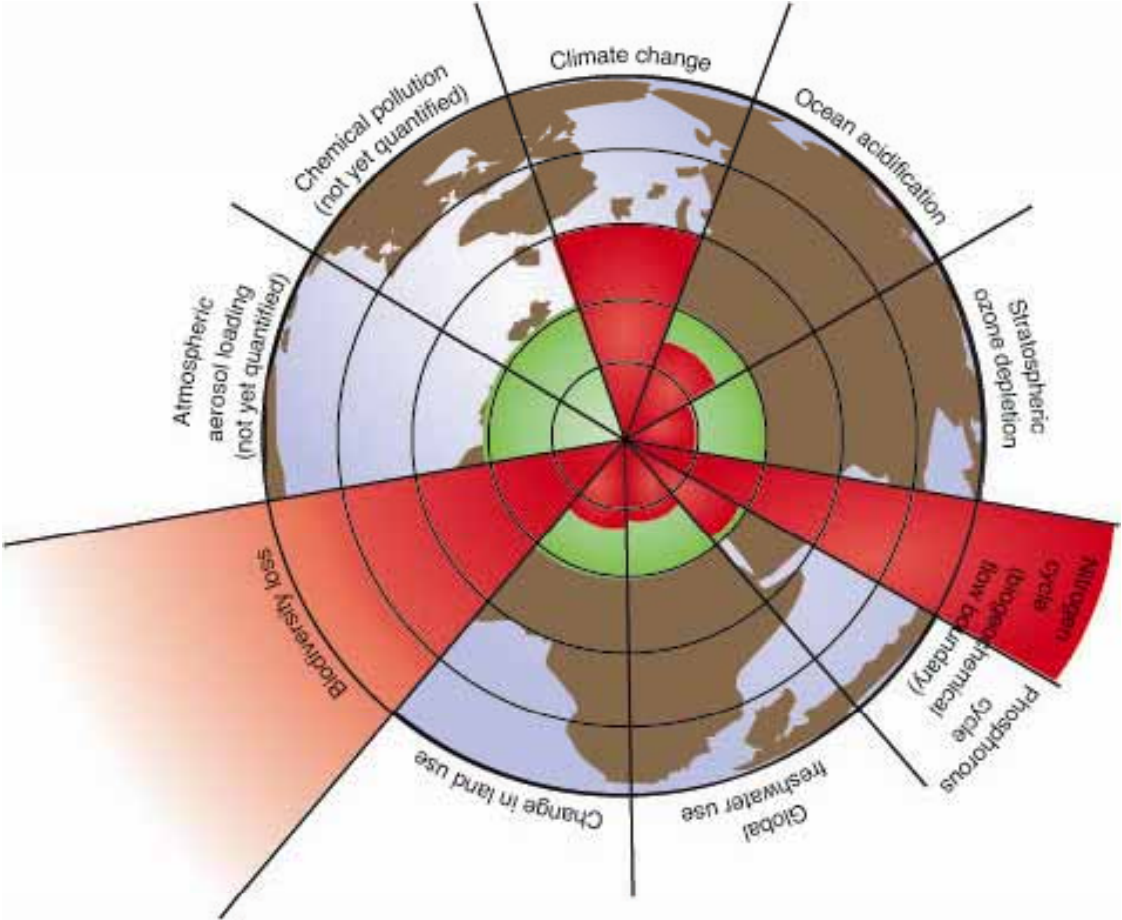 Climate change
Ocean acidification
Stratospheric
ozone depletion
Nitrogen
cycle
(biogeochemical
flow boundary)
Phosphorous
cycle
Global
freshwater use
Change in land use
Biodiversity loss
Atmospheric
aerosol loading
(not yet quantified)
Chemical pollution
(not yet quantified)